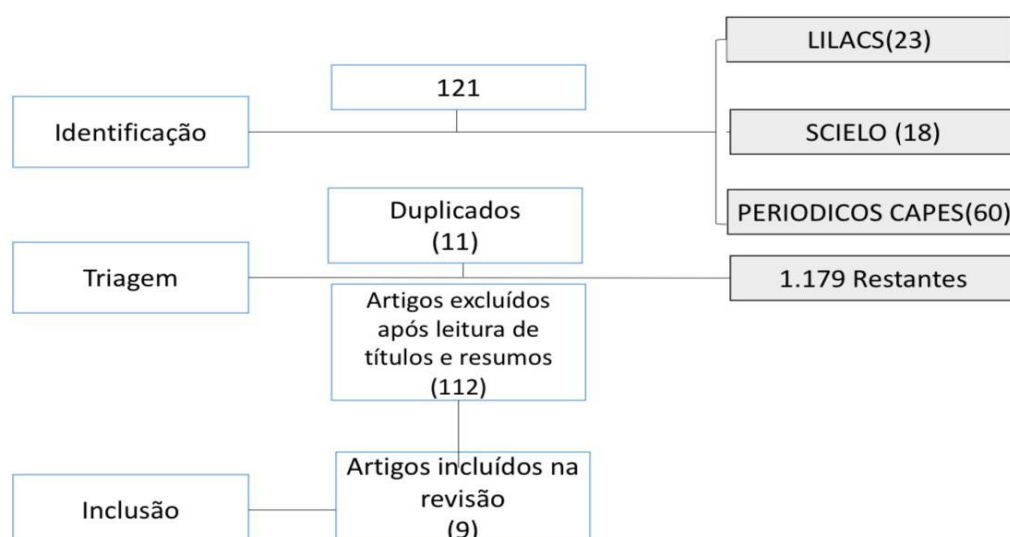 LILACS(23)
121
Identificação
SCIELO (18)
PERIODICOS CAPES(60)
Duplicados
(11)
Triagem
1.179 Restantes
Artigos excluídos
após leitura de
títulos e resumos
(112)
Artigos incluídos na
revisão
(9)
Inclusão